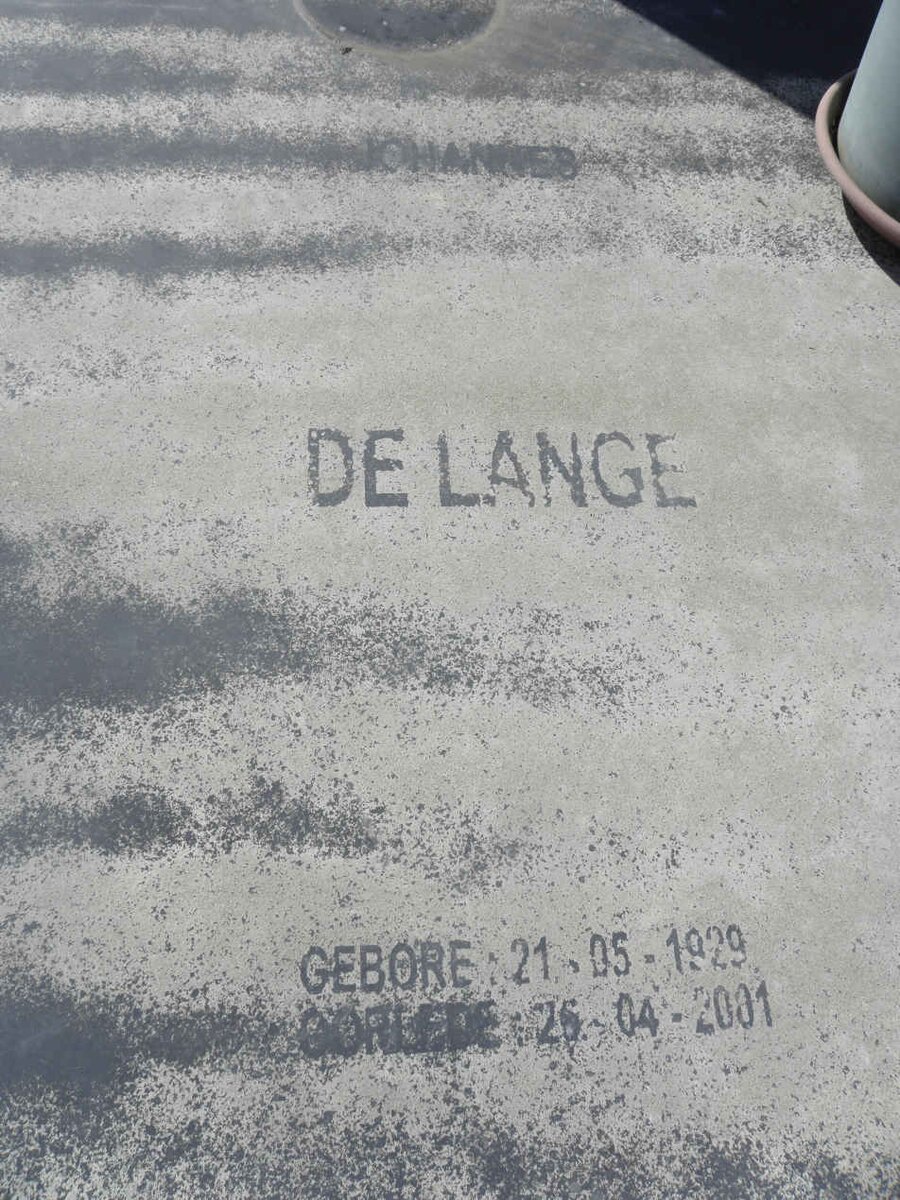 JOHANNES
DE LANGE
GEBORE : 21 - 05 - 1929
OORLEDE : 26 - 04 - 2001